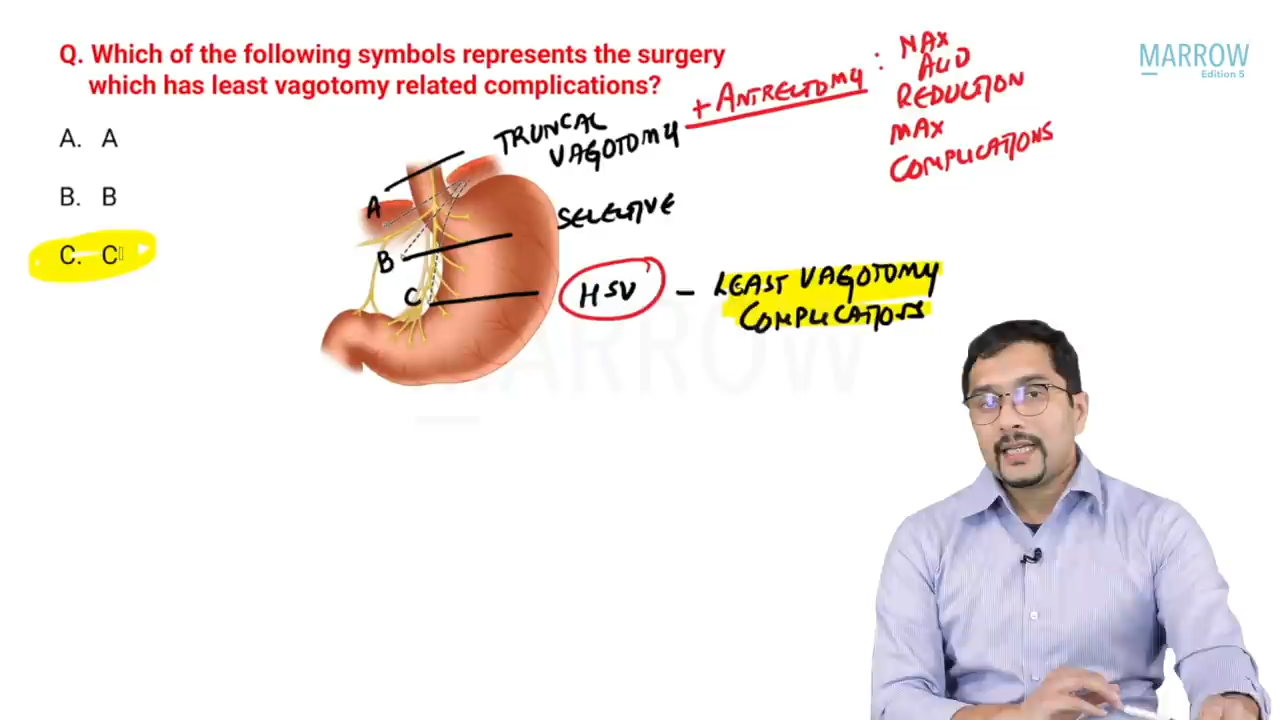 Q. Which of the following symbols represents the surgery
which has least vagotomy related complications?
MARROW
Edition 5
A. A
B. B
C. C
+ ANTRECTOMY : MAX
ACID
REDUCTION
MAX
COMPLICATIONS
TRUNCAL
VAGOTOMY
A
SELECTIVE
B
C
HSV - LEAST VAGOTOMY
COMPLICATIONS
MARROW